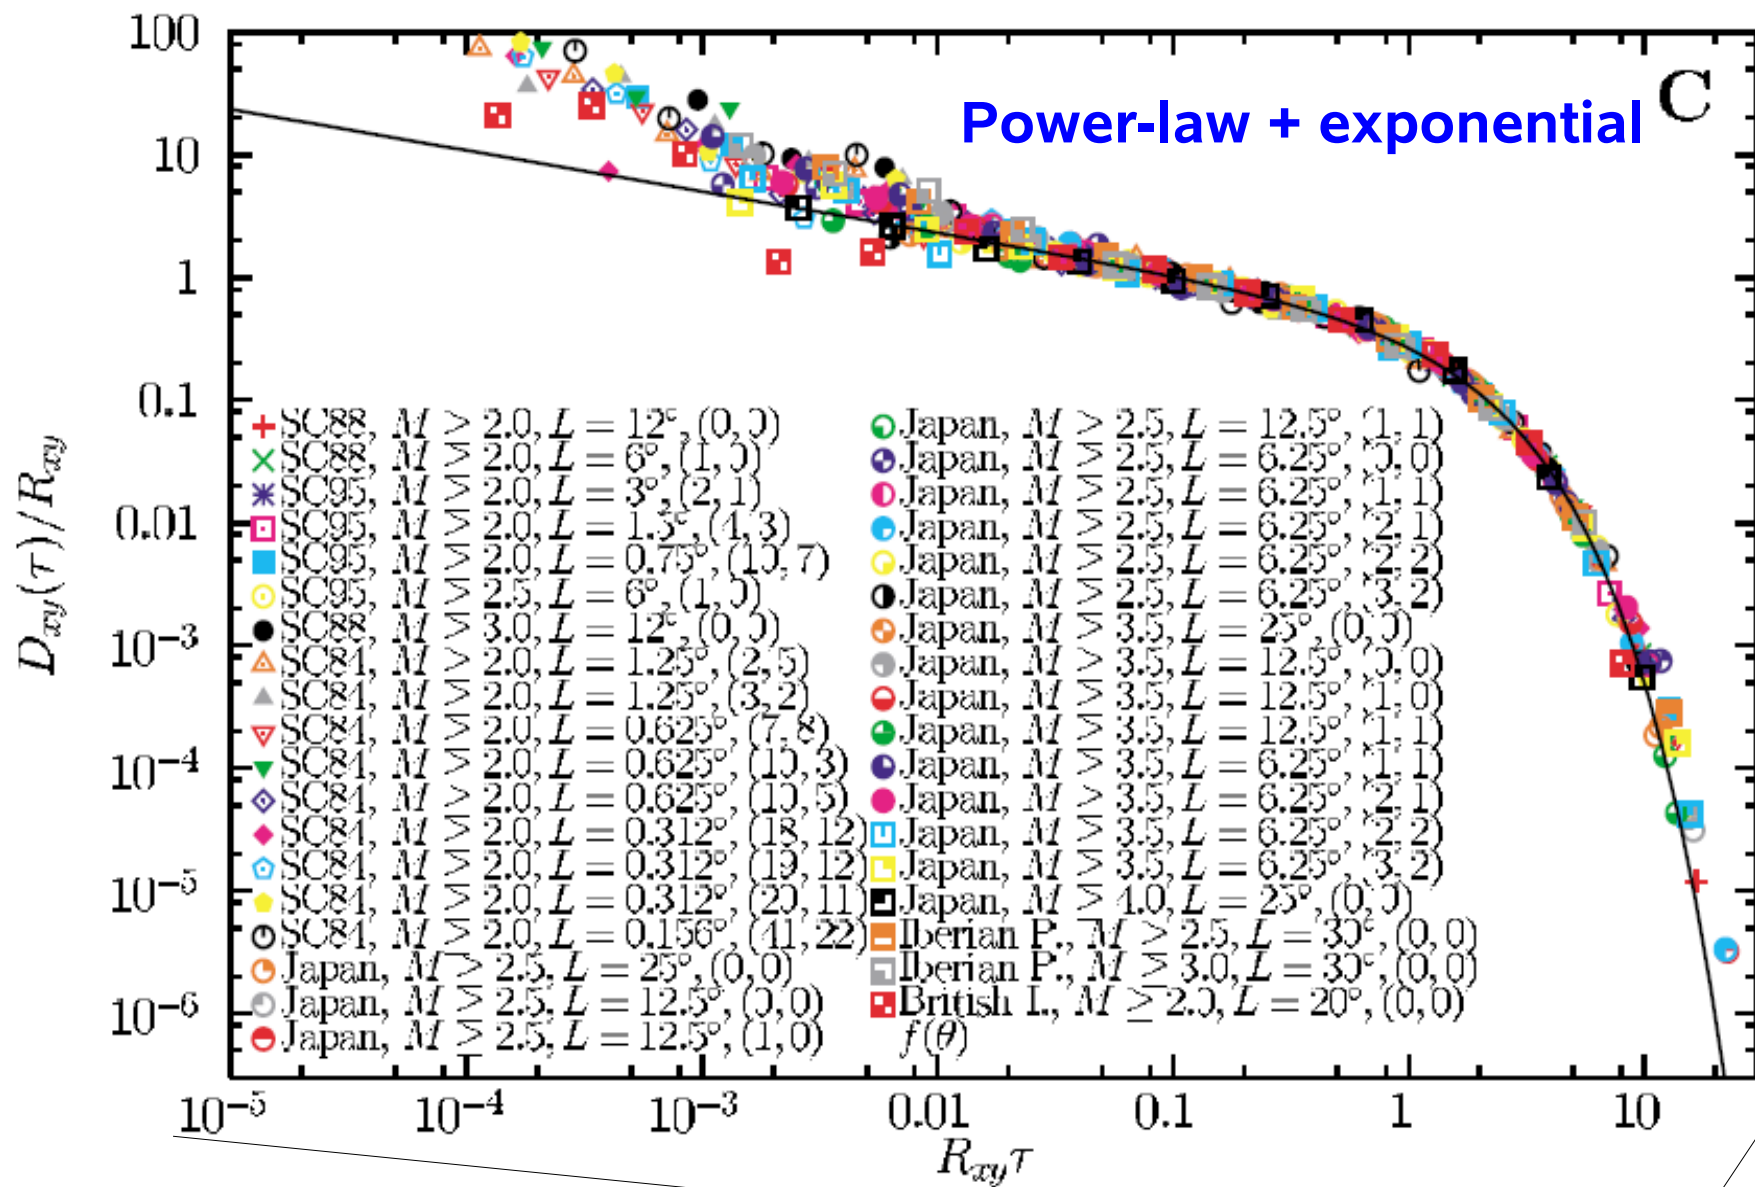 Power-law + exponential
C
100
10
1
0.1
0.01
10⁻³
10⁻⁴
10⁻⁵
10⁻⁶
D_xy(τ)/R_xy
SC88, M ≥ 2.0, L = 12°, (0,0)
SC88, M ≥ 2.0, L = 6°, (1,0)
SC95, M ≥ 2.0, L = 3°, (2,1)
SC95, M ≥ 2.0, L = 1.5°, (4,3)
SC95, M ≥ 2.0, L = 0.75°, (10,7)
SC95, M ≥ 2.5, L = 6°, (1,0)
SC88, M ≥ 3.0, L = 12°, (0,0)
SC84, M ≥ 2.0, L = 1.25°, (2,5)
SC84, M ≥ 2.0, L = 1.25°, (3,2)
SC84, M ≥ 2.0, L = 0.625°, (7,8)
SC84, M ≥ 2.0, L = 0.625°, (10,3)
SC84, M ≥ 2.0, L = 0.625°, (10,5)
SC84, M ≥ 2.0, L = 0.312°, (18,12)
SC84, M ≥ 2.0, L = 0.312°, (19,12)
SC84, M ≥ 2.0, L = 0.312°, (20,11)
SC84, M ≥ 2.0, L = 0.156°, (41,22)
Japan, M ≥ 2.5, L = 25°, (0,0)
Japan, M ≥ 2.5, L = 12.5°, (0,0)
Japan, M ≥ 2.5, L = 12.5°, (1,0)
Japan, M ≥ 2.5, L = 12.5°, (1,1)
Japan, M ≥ 2.5, L = 6.25°, (0,0)
Japan, M ≥ 2.5, L = 6.25°, (1,1)
Japan, M ≥ 2.5, L = 6.25°, (2,1)
Japan, M ≥ 2.5, L = 6.25°, (2,2)
Japan, M ≥ 2.5, L = 6.25°, (3,2)
Japan, M ≥ 3.5, L = 25°, (0,0)
Japan, M ≥ 3.5, L = 12.5°, (0,0)
Japan, M ≥ 3.5, L = 12.5°, (1,0)
Japan, M ≥ 3.5, L = 12.5°, (1,1)
Japan, M ≥ 3.5, L = 6.25°, (1,1)
Japan, M ≥ 3.5, L = 6.25°, (2,1)
Japan, M ≥ 3.5, L = 6.25°, (2,2)
Japan, M ≥ 3.5, L = 6.25°, (3,2)
Japan, M ≥ 4.0, L = 25°, (0,0)
Iberian P., M ≥ 2.5, L = 30°, (0,0)
Iberian P., M ≥ 3.0, L = 30°, (0,0)
British I., M ≥ 2.0, L = 20°, (0,0)
f(θ)
10⁻⁵ 10⁻⁴ 10⁻³ 0.01 0.1 1 10
R_xy τ